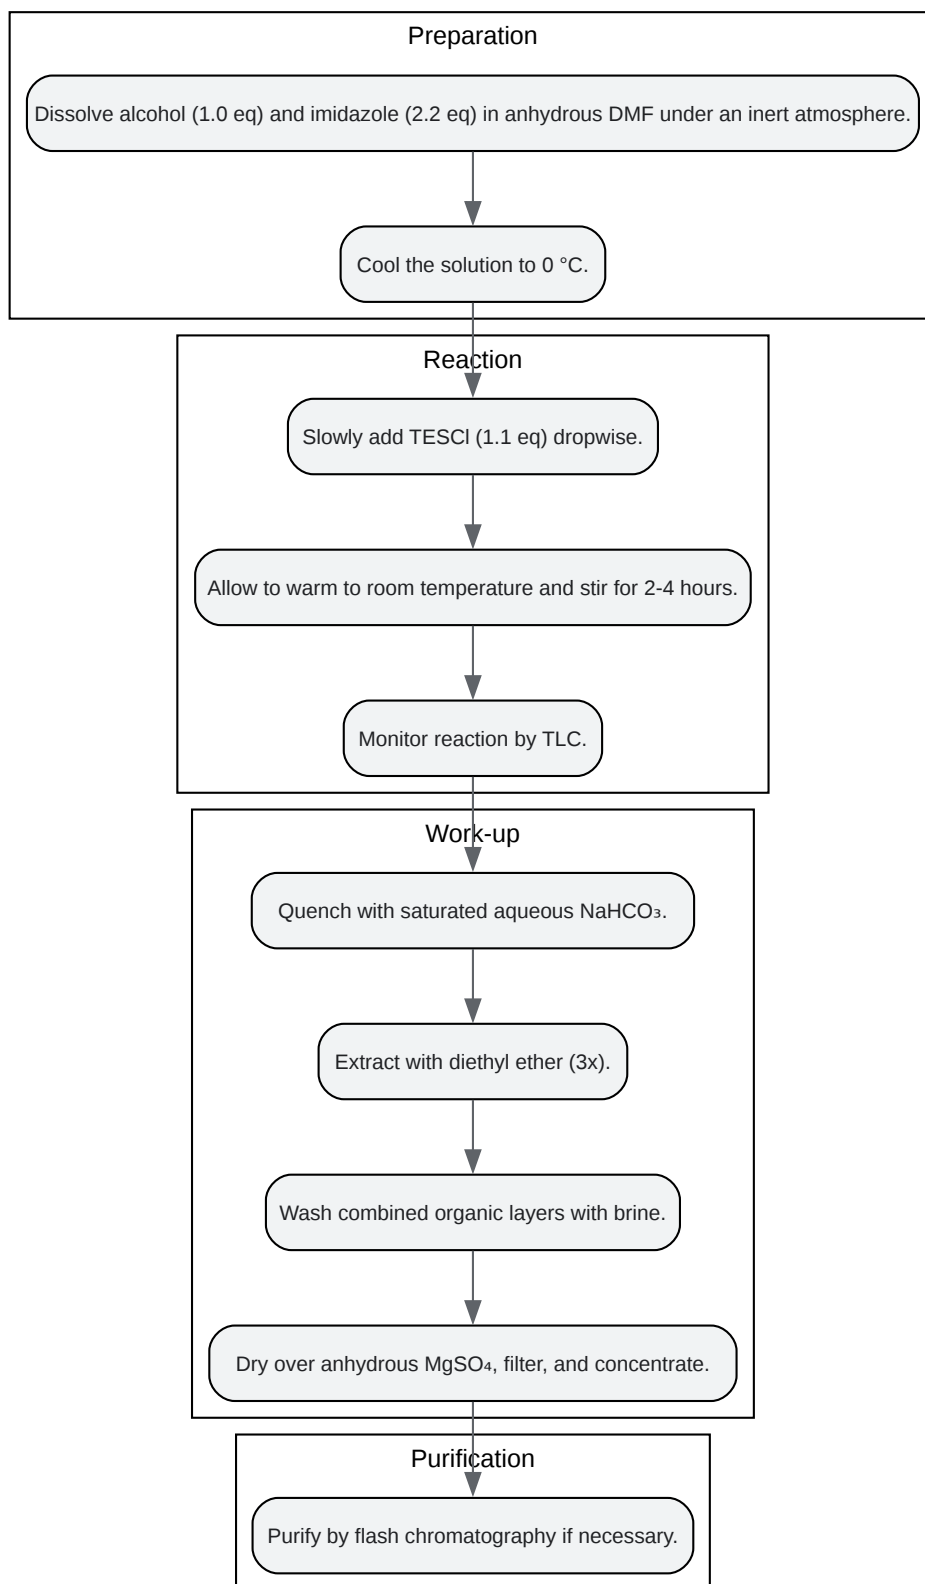 Preparation
Dissolve alcohol (1.0 eq) and imidazole (2.2 eq) in anhydrous DMF under an inert atmosphere.
Cool the solution to 0 °C.
Reaction
Slowly add TESCl (1.1 eq) dropwise.
Allow to warm to room temperature and stir for 2-4 hours.
Monitor reaction by TLC.
Work-up
Quench with saturated aqueous NaHCO₃.
Extract with diethyl ether (3x).
Wash combined organic layers with brine.
Dry over anhydrous MgSO₄, filter, and concentrate.
Purification
Purify by flash chromatography if necessary.